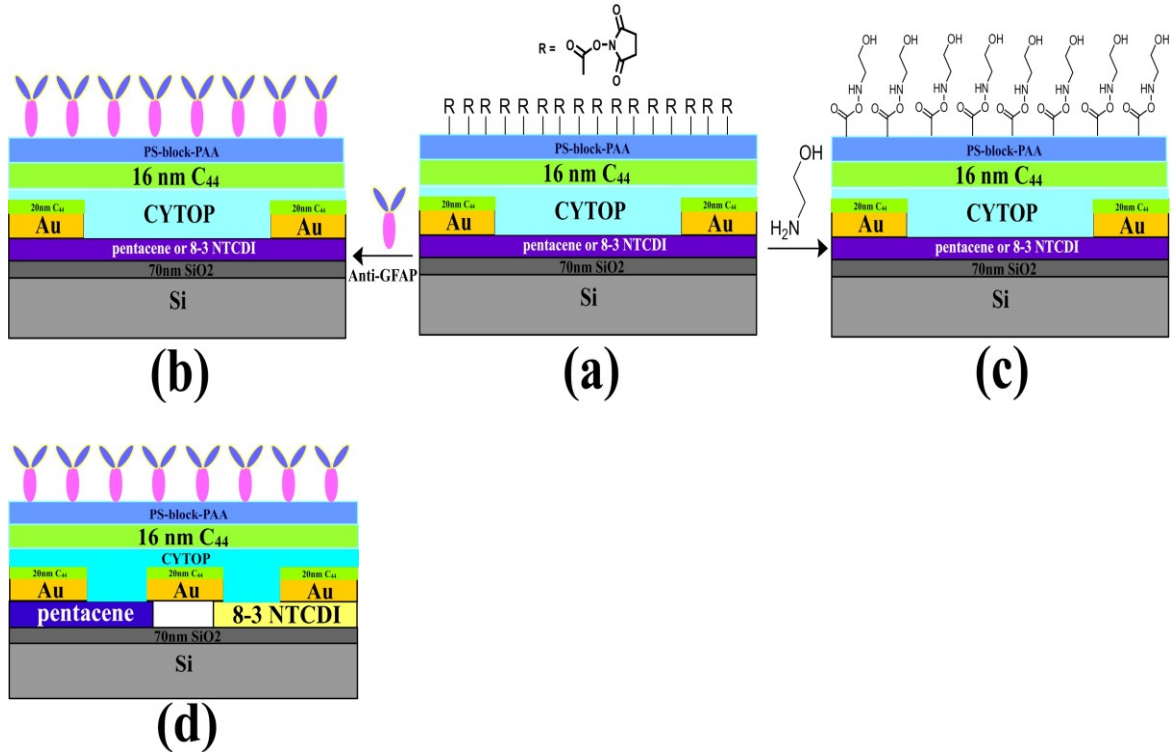 PS-block-PAA
16 nm C44
20nm C44 CYTOP 20nm C44
Au Au
pentacene or 8-3 NTCDI
70nm SiO2
Si
(b)
Anti-GFAP
O
R = O O N
O
R R R R R R R R R R R R R R R R
PS-block-PAA
16 nm C44
20nm C44 CYTOP 20nm C44
Au Au
pentacene or 8-3 NTCDI
70nm SiO2
Si
(a)
OH
H2N
OH OH OH OH OH OH OH OH
HN HN HN HN HN HN HN HN
O O O O O O O O O O O O O O O O
PS-block-PAA
16 nm C44
20nm C44 CYTOP 20nm C44
Au Au
pentacene or 8-3 NTCDI
70nm SiO2
Si
(c)
PS-block-PAA
16 nm C44
CYTOP
20nm C44 20nm C44 20nm C44
Au Au Au
pentacene 8-3 NTCDI
70nm SiO2
Si
(d)